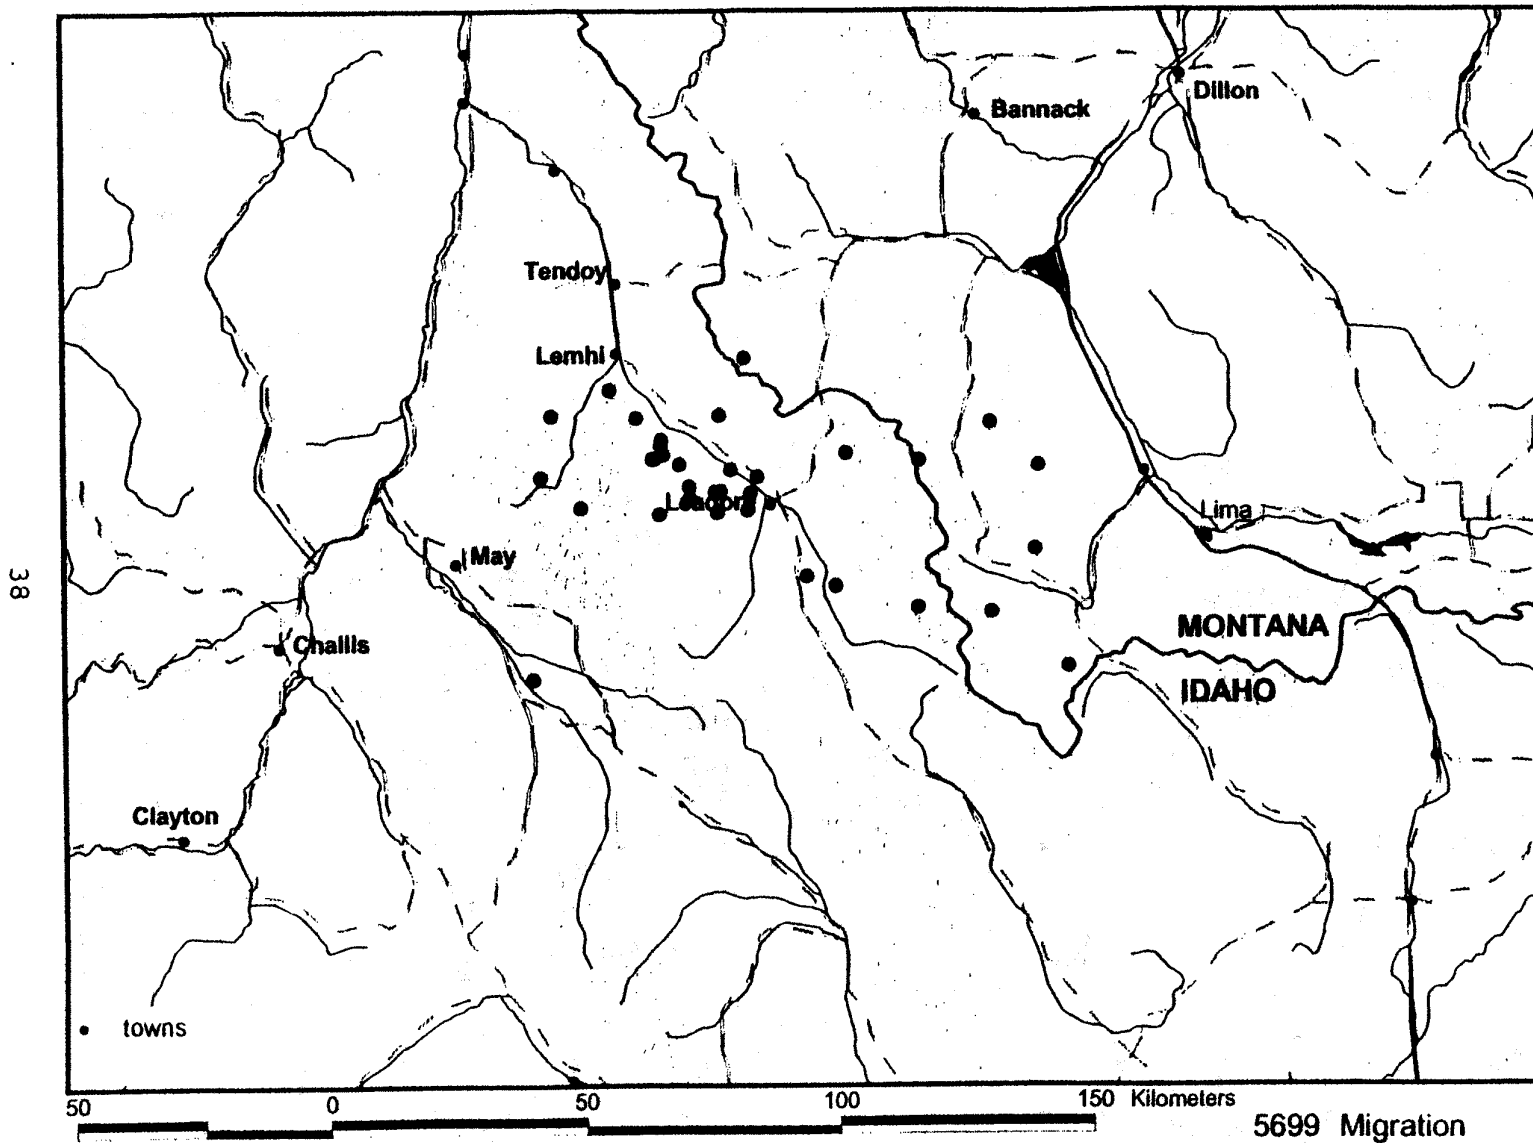 Dillon
Bannack
Tendoy
Lemhi
Leadore
Lima
May
MONTANA
Challis
IDAHO
Clayton
towns
38
50 0 50 100 150 Kilometers
5699 Migration